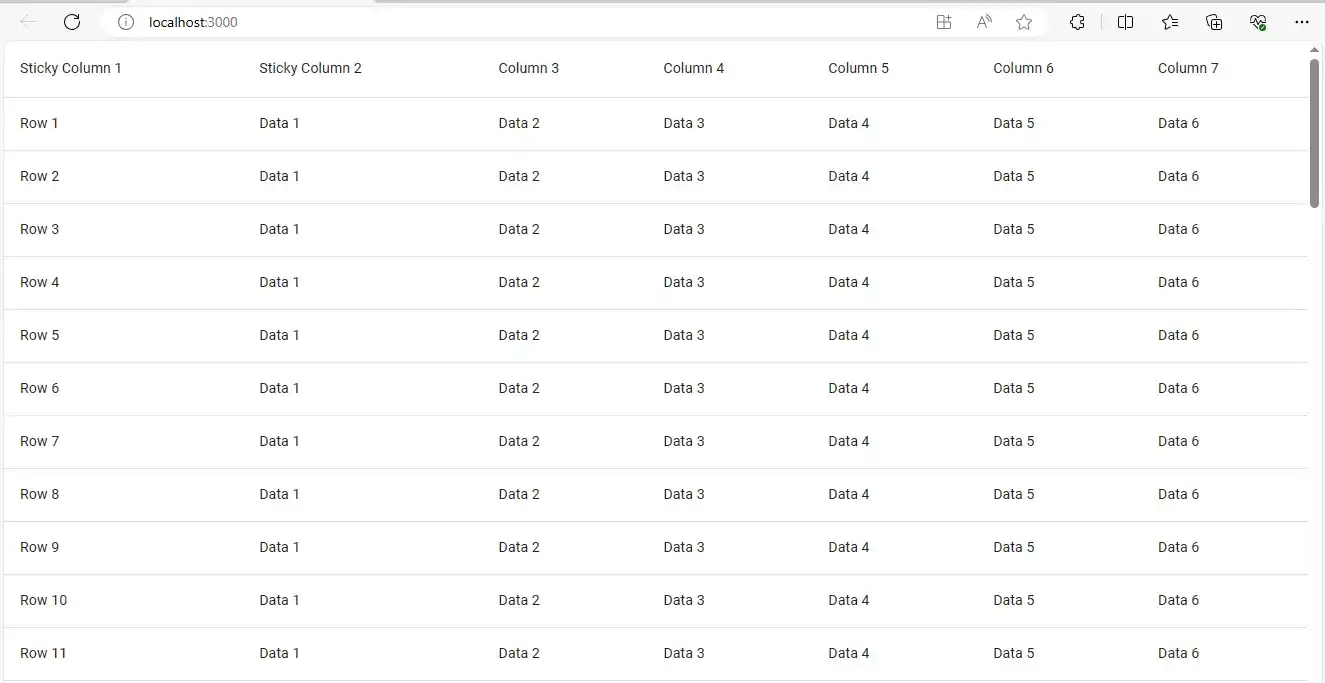 localhost:3000
Sticky Column 1 Sticky Column 2 Column 3 Column 4 Column 5 Column 6 Column 7
Row 1 Data 1 Data 2 Data 3 Data 4 Data 5 Data 6
Row 2 Data 1 Data 2 Data 3 Data 4 Data 5 Data 6
Row 3 Data 1 Data 2 Data 3 Data 4 Data 5 Data 6
Row 4 Data 1 Data 2 Data 3 Data 4 Data 5 Data 6
Row 5 Data 1 Data 2 Data 3 Data 4 Data 5 Data 6
Row 6 Data 1 Data 2 Data 3 Data 4 Data 5 Data 6
Row 7 Data 1 Data 2 Data 3 Data 4 Data 5 Data 6
Row 8 Data 1 Data 2 Data 3 Data 4 Data 5 Data 6
Row 9 Data 1 Data 2 Data 3 Data 4 Data 5 Data 6
Row 10 Data 1 Data 2 Data 3 Data 4 Data 5 Data 6
Row 11 Data 1 Data 2 Data 3 Data 4 Data 5 Data 6